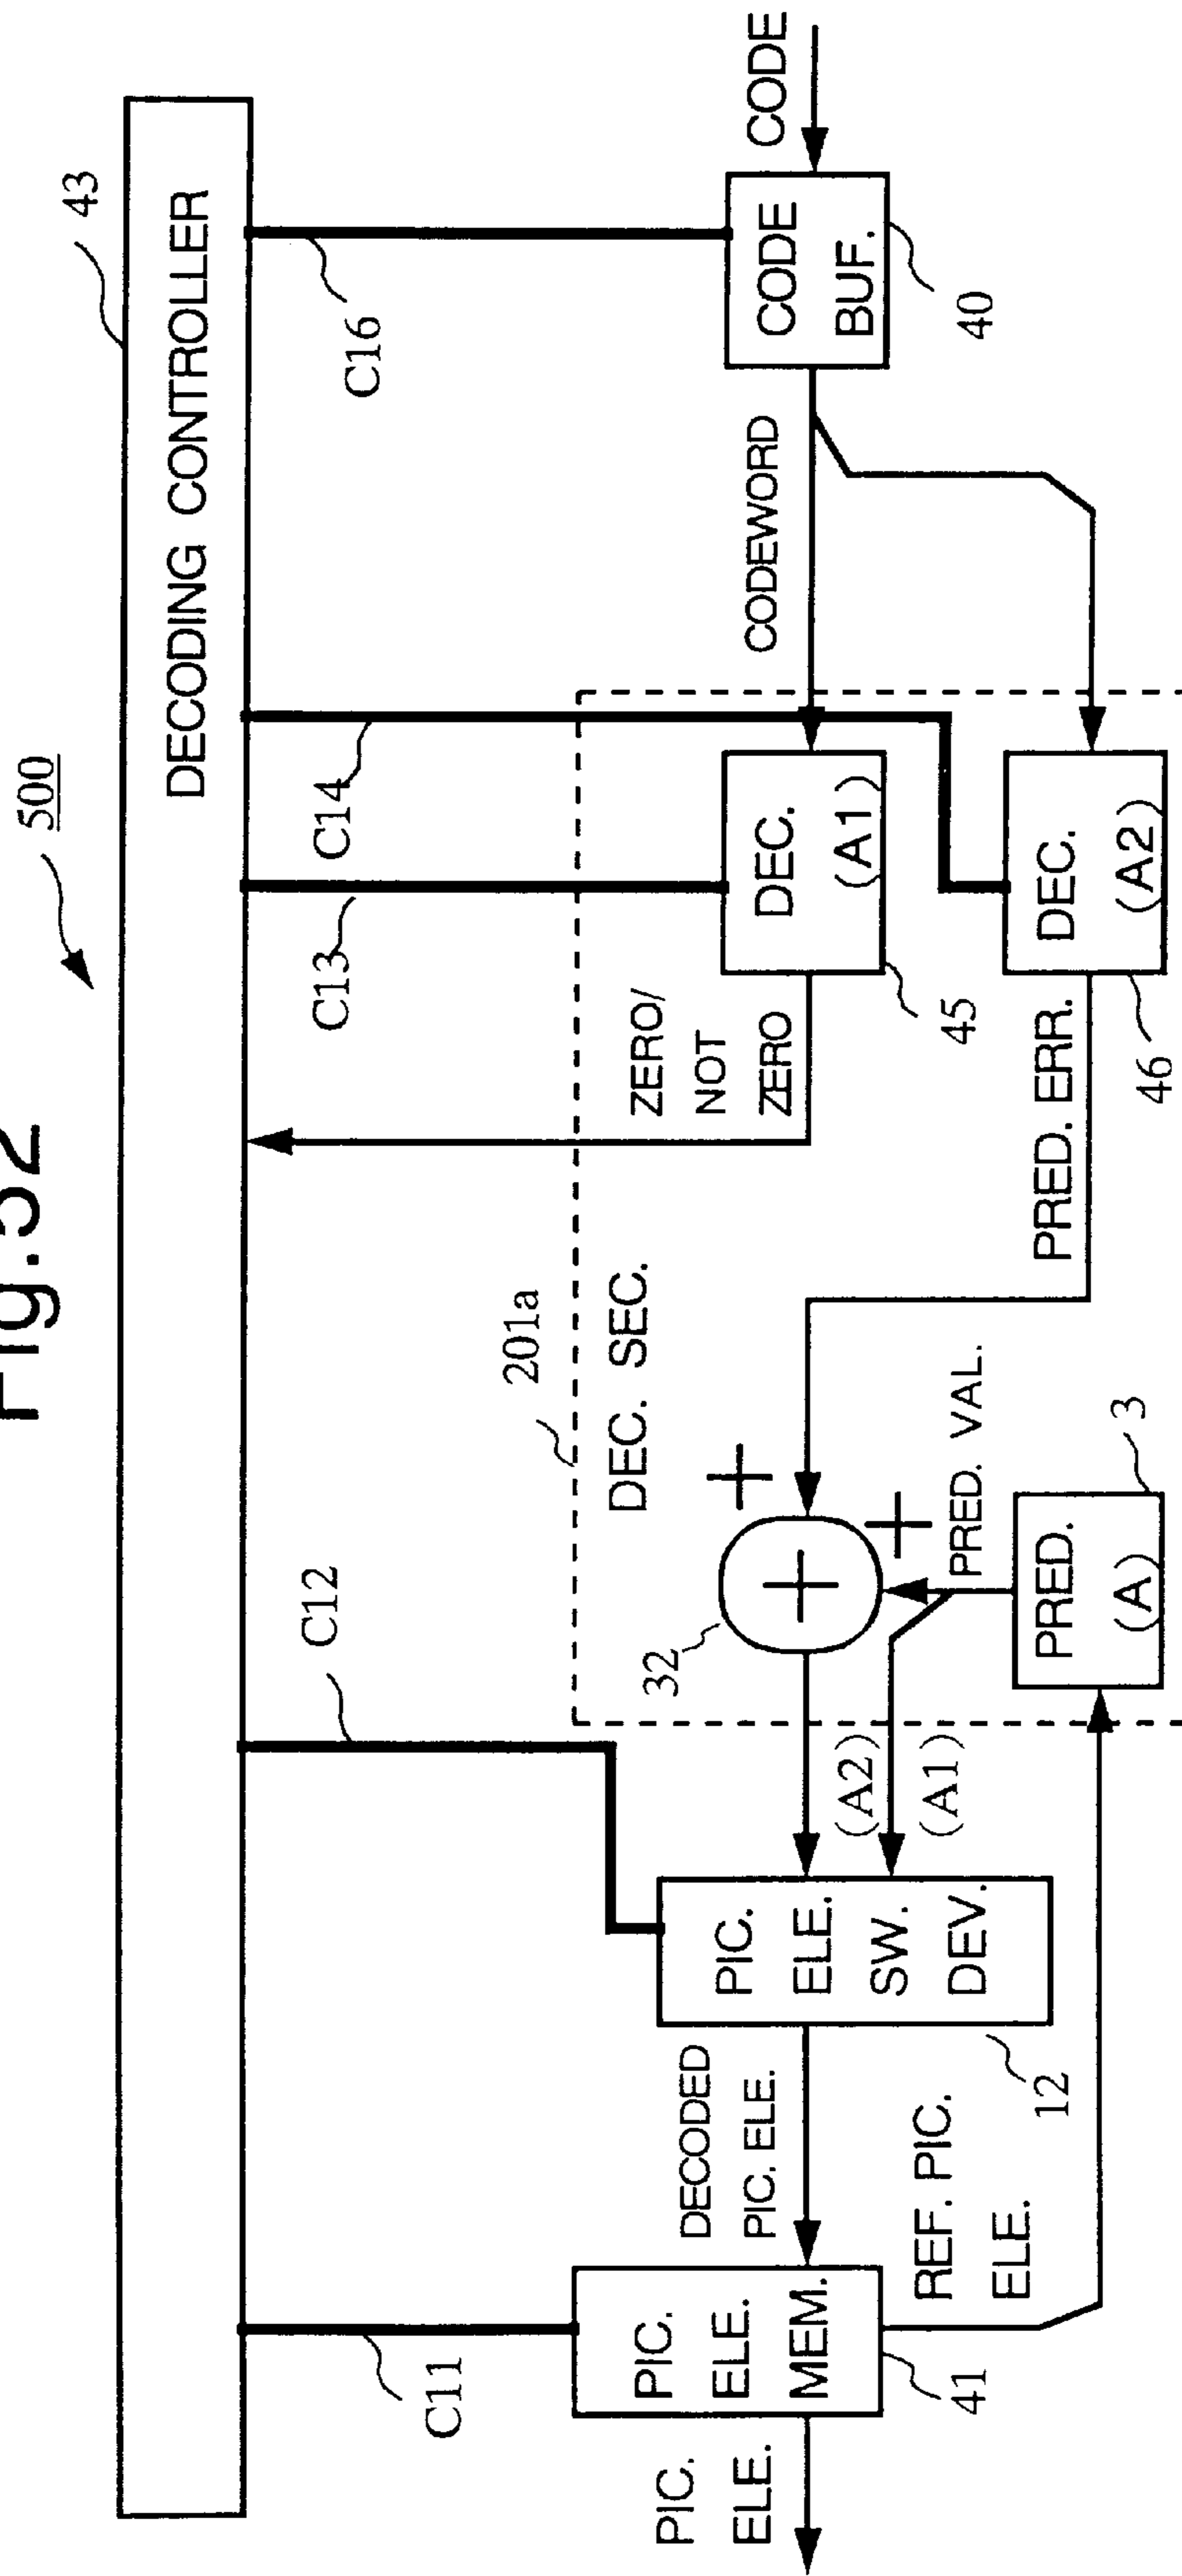 Fig.52
500
43
DECODING CONTROLLER
C11
C12
C13
C14
C16
201a
DEC. SEC.
PIC.
ELE.
PIC.
ELE.
MEM.
41
DECODED
PIC. ELE.
REF. PIC.
ELE.
PIC.
ELE.
SW.
DEV.
12
(A2)
(A1)
32
+
+
+
PRED. VAL.
PRED.
(A)
3
ZERO/
NOT
ZERO
PRED. ERR.
DEC.
(A1)
45
DEC.
(A2)
46
CODEWORD
CODE
BUF.
40
CODE